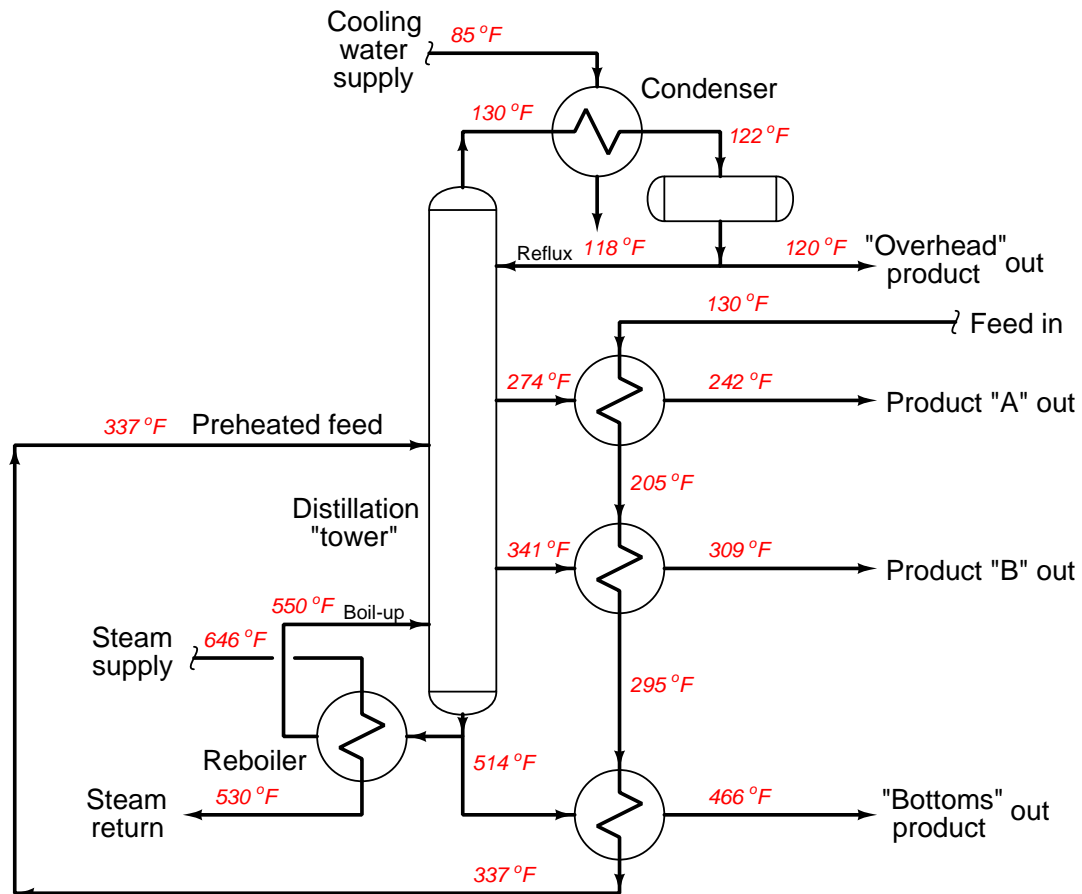 Cooling
water
supply
85 °F
Condenser
130 °F
122 °F
Reflux
118 °F
120 °F
"Overhead"
product
out
130 °F
Feed in
274 °F
242 °F
Product "A" out
337 °F
Preheated feed
205 °F
Distillation
"tower"
341 °F
309 °F
Product "B" out
550 °F
Boil-up
Steam
supply
646 °F
295 °F
Reboiler
514 °F
Steam
return
530 °F
466 °F
"Bottoms"
product
out
337 °F